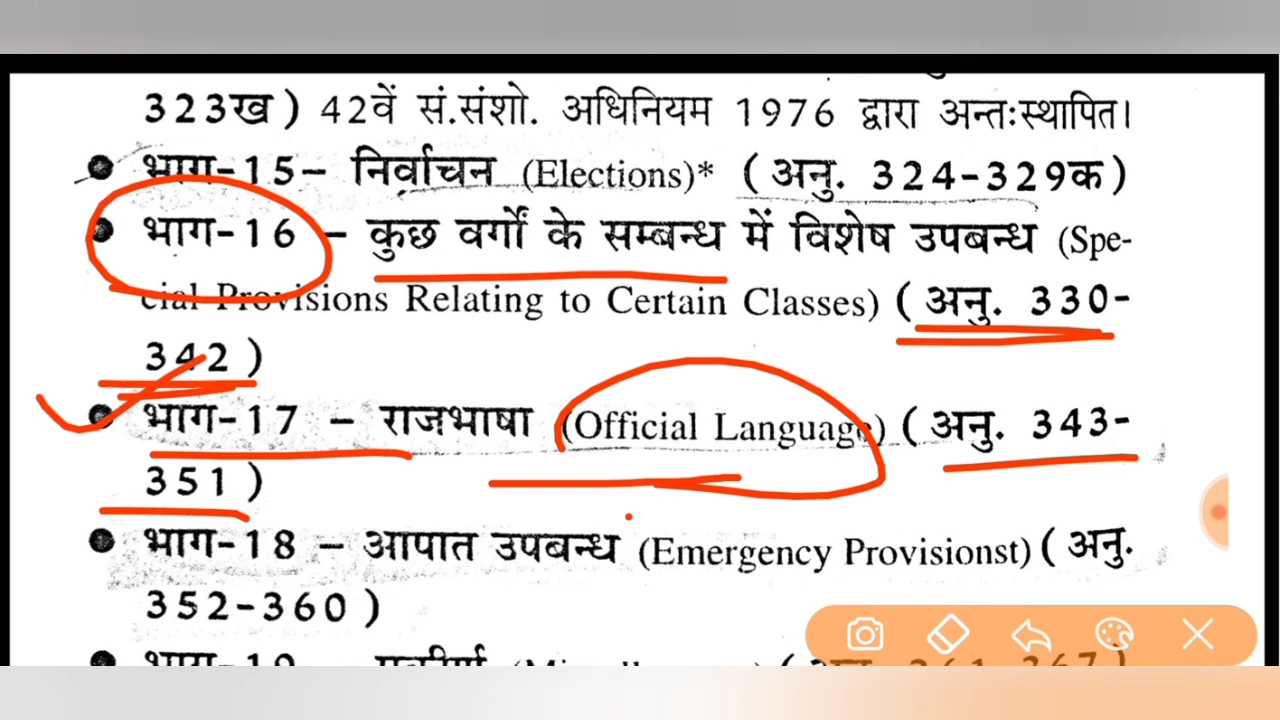 323ख) 42वें सं.संशो. अधिनियम 1976 द्वारा अन्तःस्थापित।
● भाग-15– निर्वाचन (Elections)* (अनु. 324-329क)
● भाग-16 – कुछ वर्गों के सम्बन्ध में विशेष उपबन्ध (Spe-
cial Provisions Relating to Certain Classes) (अनु. 330-
342)
● भाग-17 – राजभाषा (Official Language) (अनु. 343-
351)
● भाग-18 – आपात उपबन्ध (Emergency Provisionst) (अनु.
352-360)